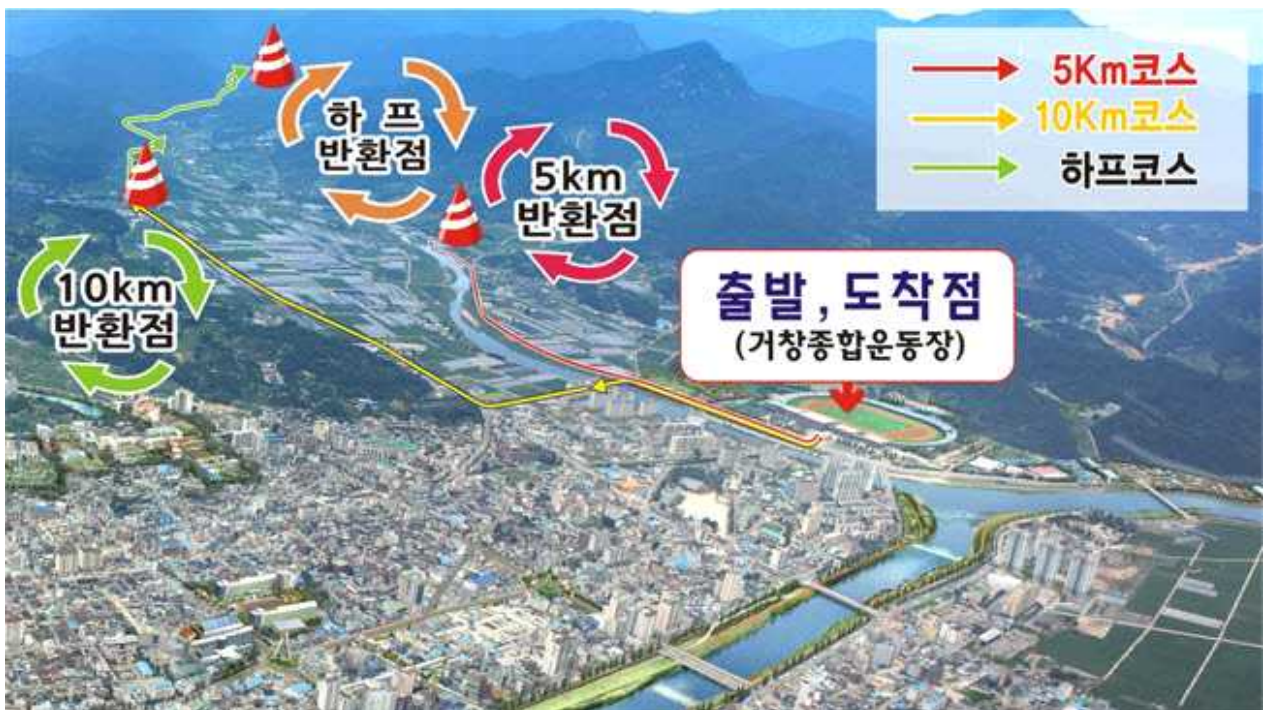 5Km코스
10Km코스
하프코스
하 프
반환점
5km
반환점
10km
반환점
출발, 도착점
(거창종합운동장)